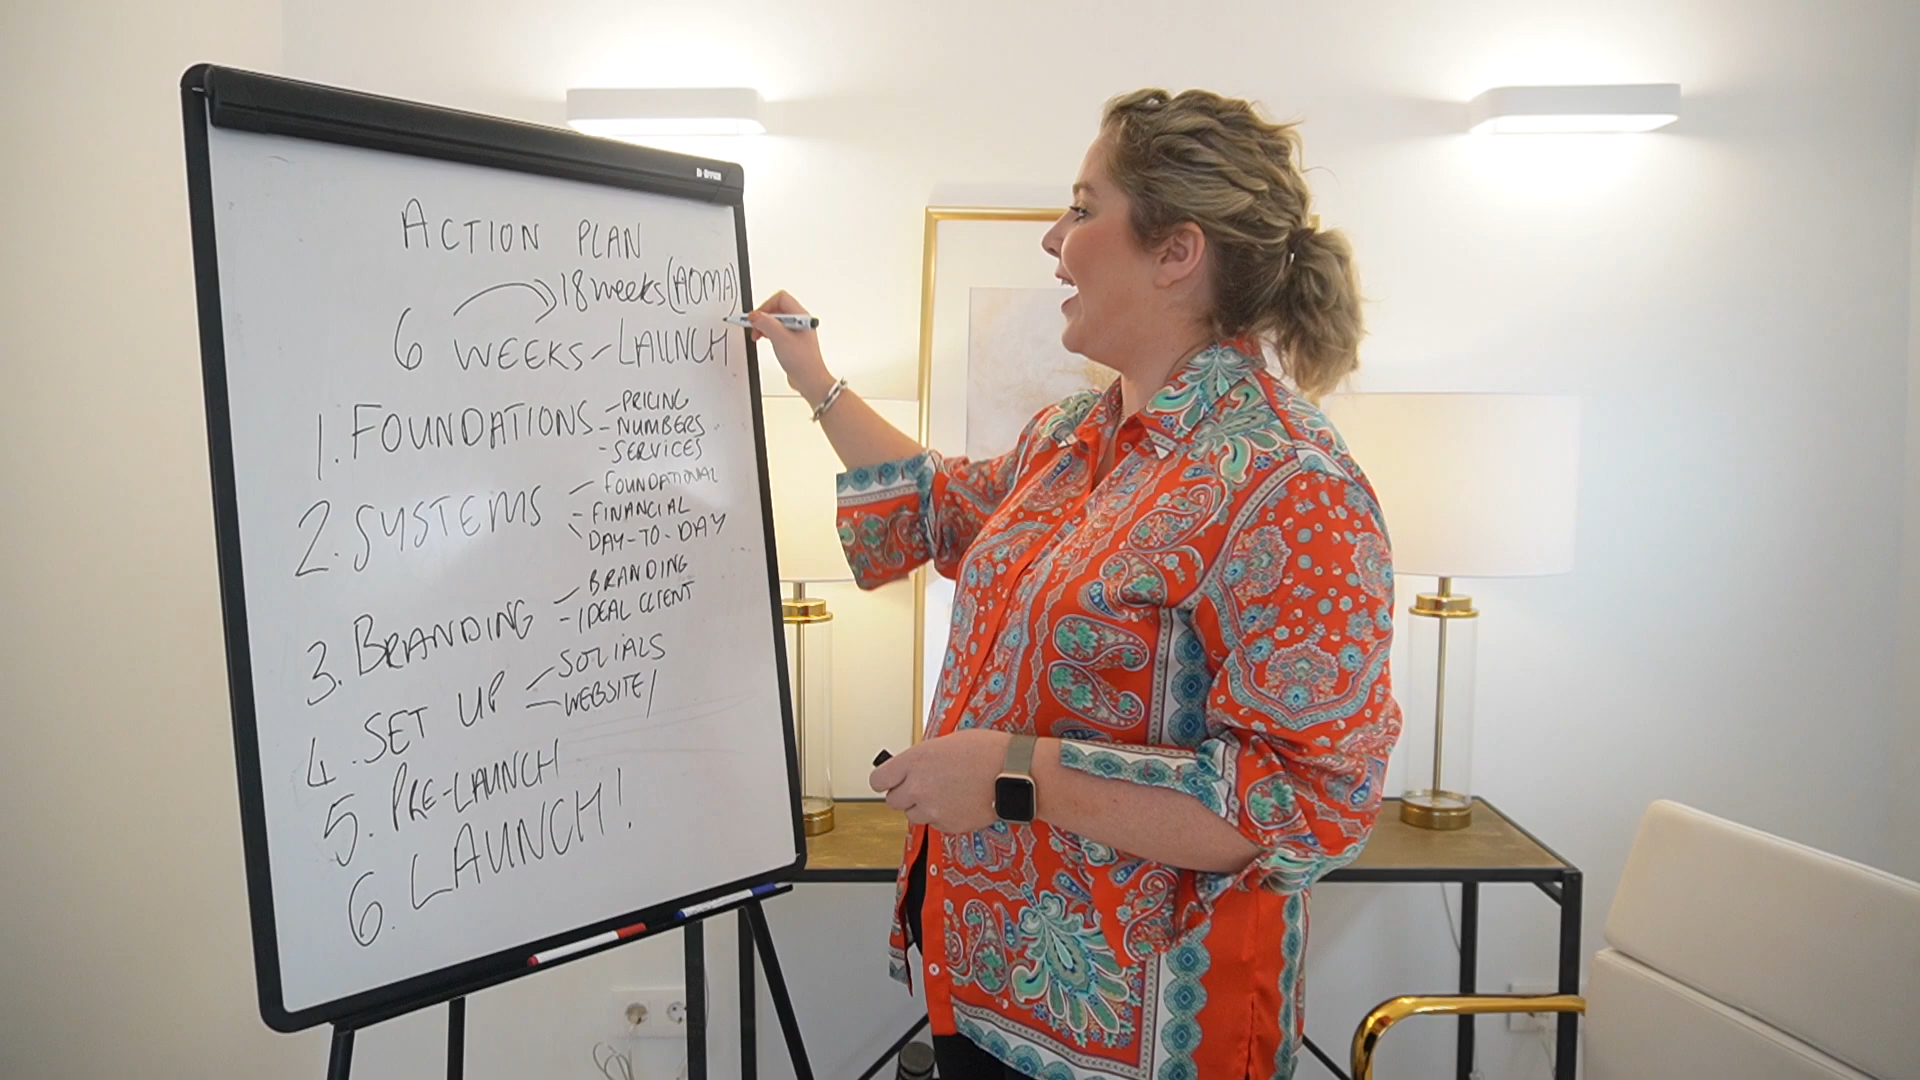 ACTION PLAN
18 weeks (AOMA)
6 WEEKS - LAUNCH
1. FOUNDATIONS - PRICING
- NUMBERS
- SERVICES
2. SYSTEMS - FOUNDATIONAL
- FINANCIAL
- DAY-TO-DAY
3. BRANDING - BRANDING
- IDEAL CLIENT
4. SET UP - SOCIALS
- WEBSITE/
5. PRE-LAUNCH
6. LAUNCH!